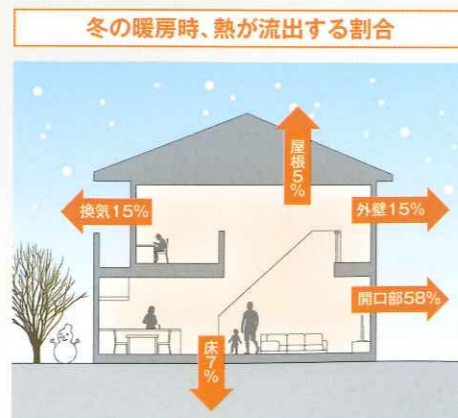 冬の暖房時、熱が流出する割合
屋根5%
換気15%
外壁15%
開口部58%
床7%